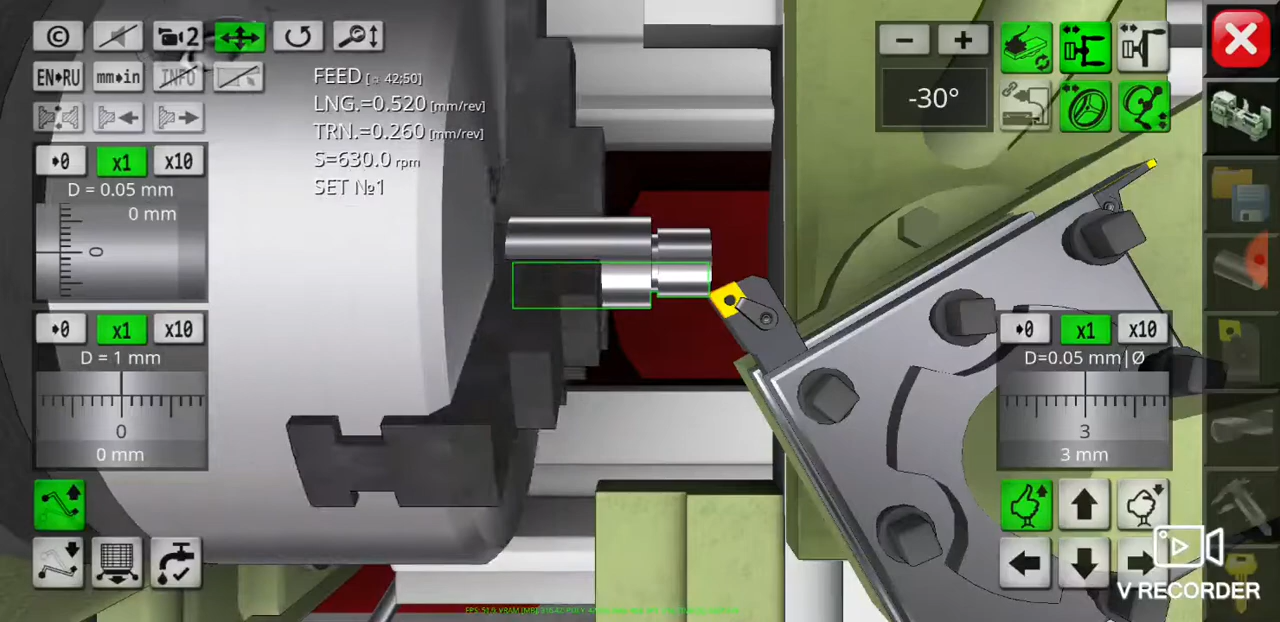 ©
2
EN→RU
mm→in
INFO
FEED [○ 42;50]
LNG.=0.520 [mm/rev]
TRN.=0.260 [mm/rev]
S=630.0 rpm
SET №1
→0
x1
x10
D = 0.05 mm
0 mm
0
→0
x1
x10
D = 1 mm
0
0 mm
−
+
-30°
→0
x1
x10
D=0.05 mm|Ø
3
3 mm
V RECORDER